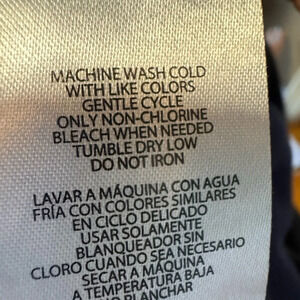 MACHINE WASH COLD
WITH LIKE COLORS
GENTLE CYCLE
ONLY NON-CHLORINE
BLEACH WHEN NEEDED
TUMBLE DRY LOW
DO NOT IRON
LAVAR A MÁQUINA CON AGUA
FRÍA CON COLORES SIMILARES
EN CICLO DELICADO
USAR SOLAMENTE
BLANQUEADOR SIN
CLORO CUANDO SEA NECESARIO
SECAR A MÁQUINA
A TEMPERATURA BAJA
PLANCHAR